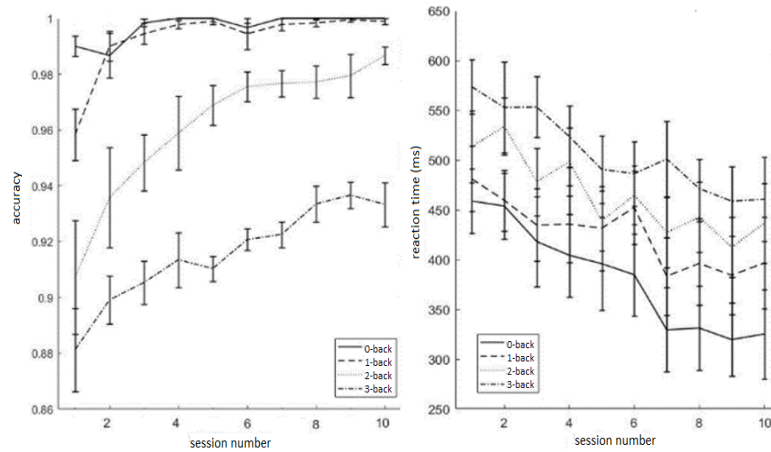 1
0.98
0.96
0.94
0.92
0.9
0.88
0.86
accuracy
2
4
6
8
10
session number
0-back
1-back
2-back
3-back
650
600
550
500
450
400
350
300
250
reaction time (ms)
2
4
6
8
10
session number
0-back
1-back
2-back
3-back